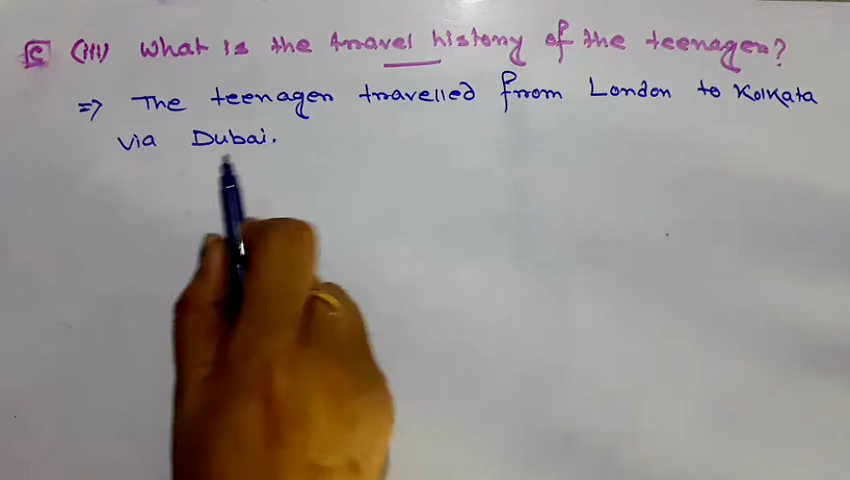 C (iii) What is the travel history of the teenager?
⇒ The teenager travelled from London to Kolkata
via Dubai.